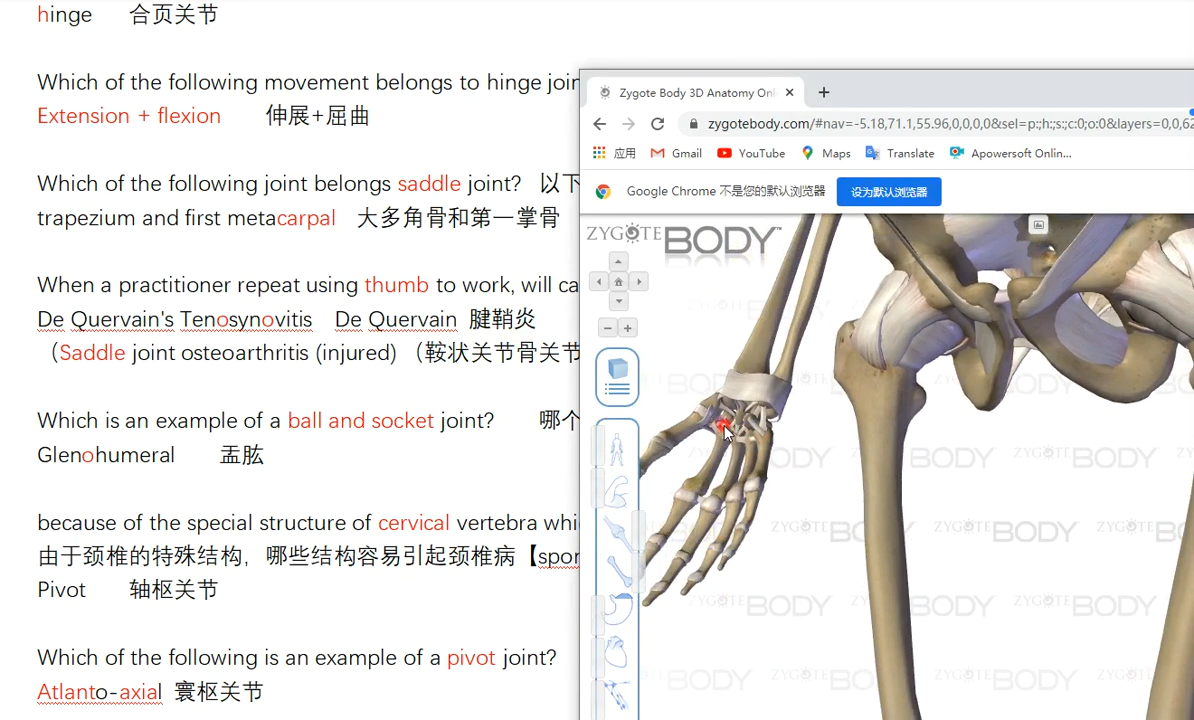 hinge 合页关节
Which of the following movement belongs to hinge join
Extension + flexion 伸展+屈曲
Which of the following joint belongs saddle joint? 以下
trapezium and first metacarpal 大多角骨和第一掌骨
When a practitioner repeat using thumb to work, will ca
De Quervain's Tenosynovitis De Quervain 腱鞘炎
（Saddle joint osteoarthritis (injured) （鞍状关节骨关节
Which is an example of a ball and socket joint? 哪个
Glenohumeral 盂肱
because of the special structure of cervical vertebra whi
由于颈椎的特殊结构，哪些结构容易引起颈椎病【spon
Pivot 轴枢关节
Which of the following is an example of a pivot joint?
Atlanto-axial 寰枢关节
Zygote Body 3D Anatomy Onl
zygotebody.com/#nav=-5.18,71.1,55.96,0,0,0,0&sel=p:;h:;s:;c:0;o:0&layers=0,0,62
应用 Gmail YouTube Maps Translate Apowersoft Onlin...
Google Chrome 不是您的默认浏览器 设为默认浏览器
ZYGOTE BODY™